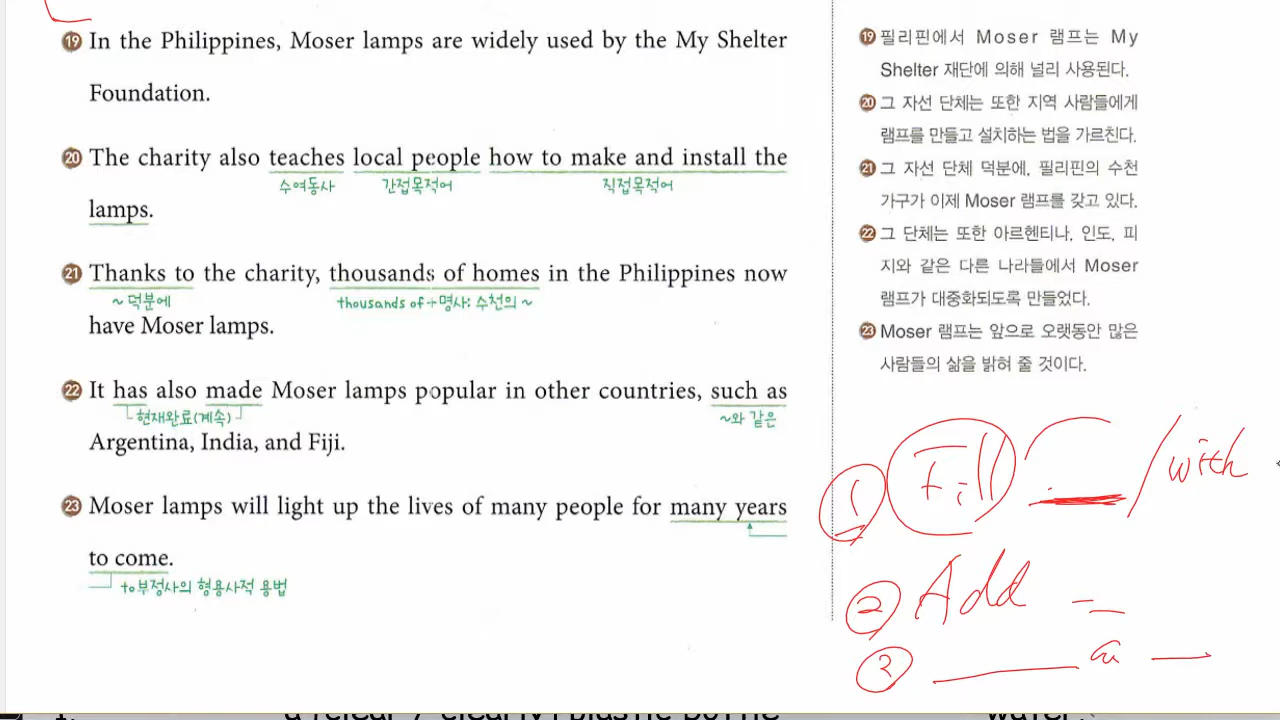 19 In the Philippines, Moser lamps are widely used by the My Shelter
Foundation.
20 The charity also teaches local people how to make and install the
수여동사 간접목적어 직접목적어
lamps.
21 Thanks to the charity, thousands of homes in the Philippines now
~덕분에 thousands of+명사: 수천의 ~
have Moser lamps.
22 It has also made Moser lamps popular in other countries, such as
현재완료(계속) ~와 같은
Argentina, India, and Fiji.
23 Moser lamps will light up the lives of many people for many years
to come.
to부정사의 형용사적 용법
19 필리핀에서 Moser 램프는 My
Shelter 재단에 의해 널리 사용된다.
20 그 자선 단체는 또한 지역 사람들에게
램프를 만들고 설치하는 법을 가르친다.
21 그 자선 단체 덕분에, 필리핀의 수천
가구가 이제 Moser 램프를 갖고 있다.
22 그 단체는 또한 아르헨티나, 인도, 피
지와 같은 다른 나라들에서 Moser
램프가 대중화되도록 만들었다.
23 Moser 램프는 앞으로 오랫동안 많은
사람들의 삶을 밝혀 줄 것이다.
① Fill / with
② Add
③
1. a (clear / clearly) plastic bottle water.